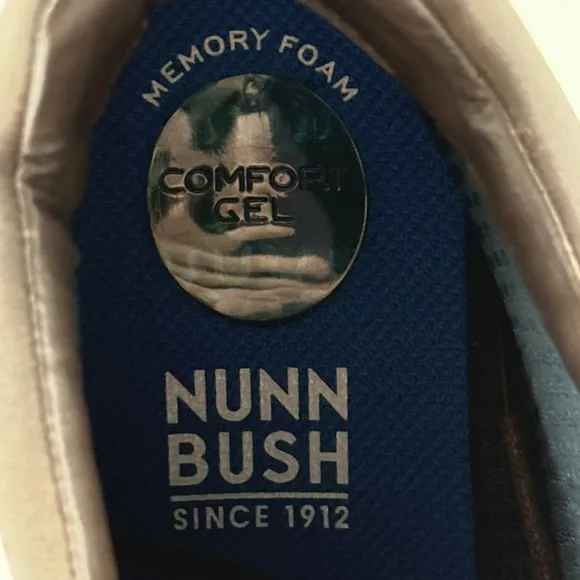 MEMORY FOAM
COMFORT
GEL
NUNN
BUSH
SINCE 1912